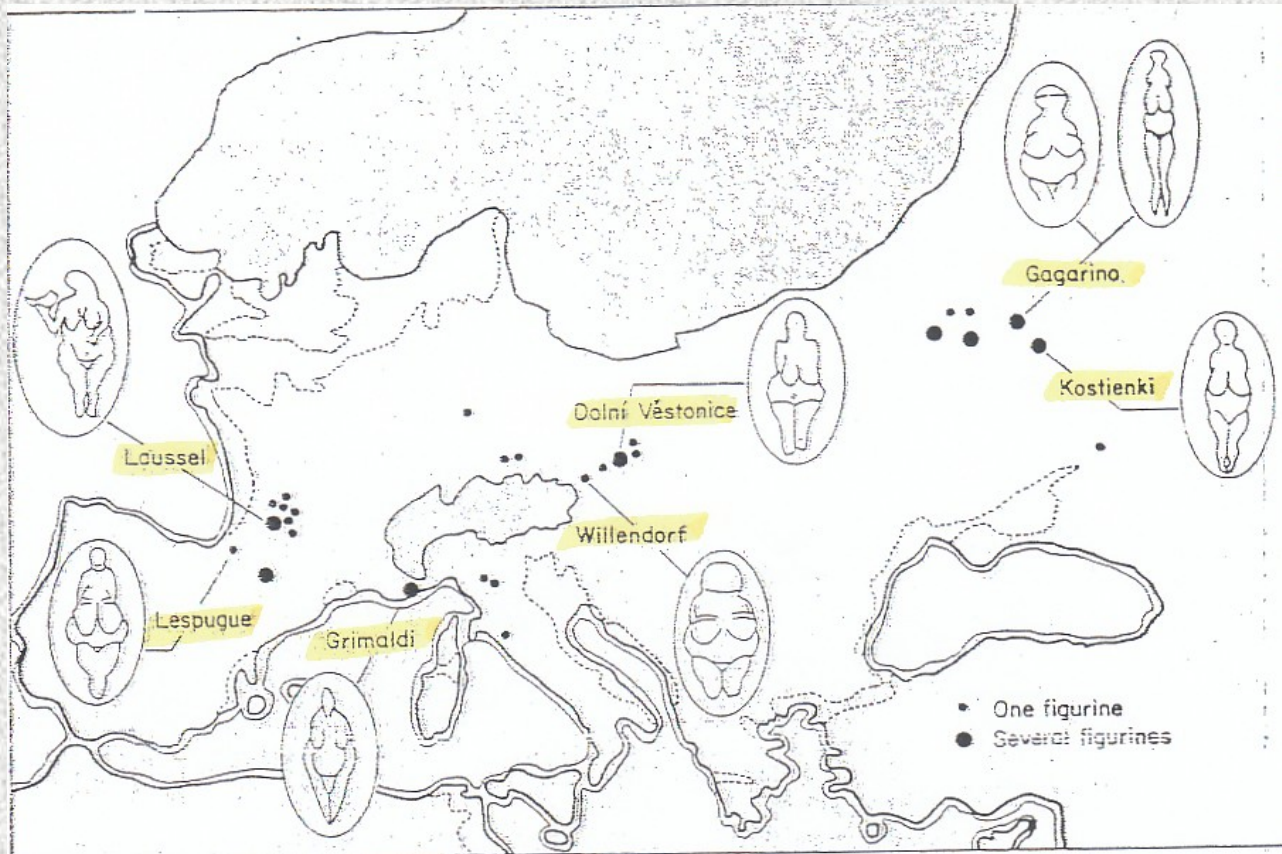 Gagarino.
Kostienki
Dolní Věstonice
Laussel
Willendorf
Lespugue
Grimaldi
One figurine
Several figurines